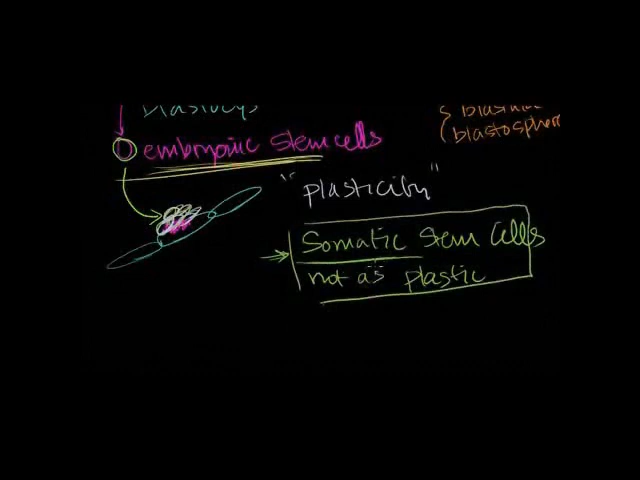 embryonic stem cells
(blastosphere
"plasticity"
Somatic Stem Cells
not as plastic